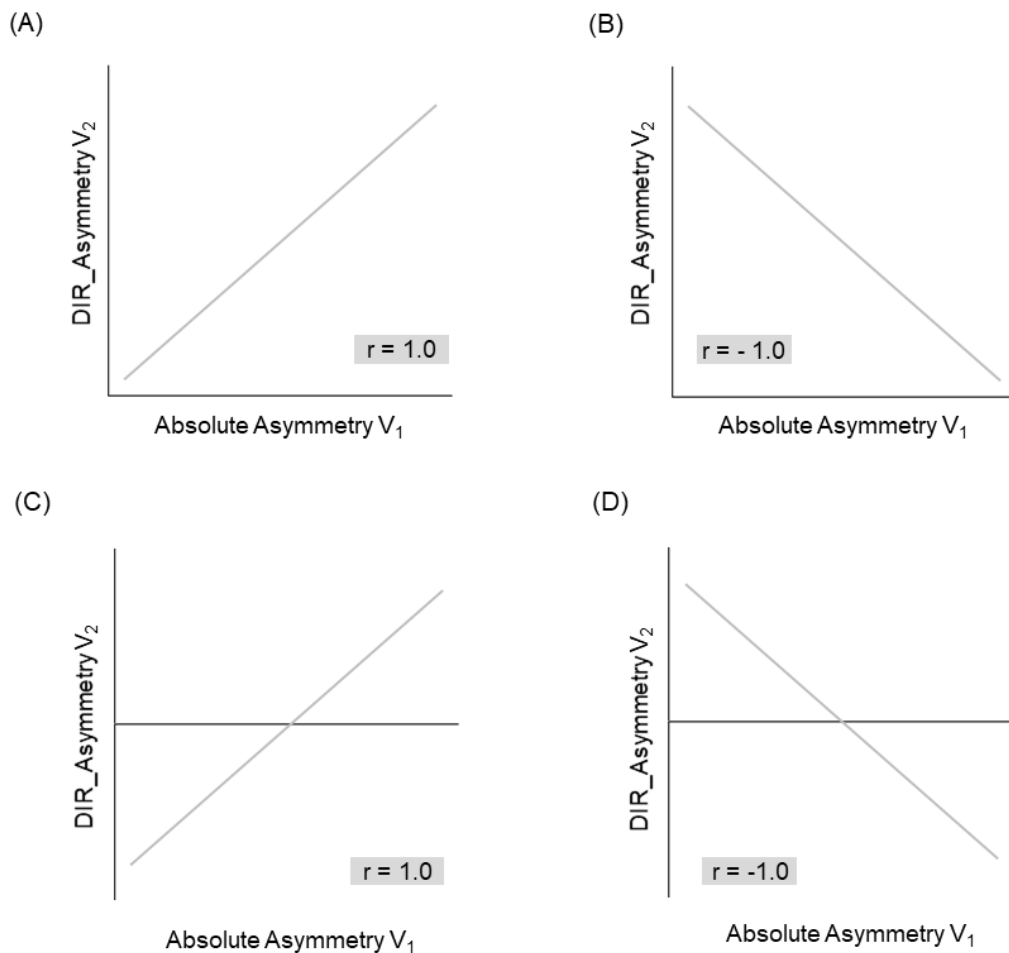 (A)
DIR_Asymmetry V₂
r = 1.0
Absolute Asymmetry V₁
(B)
DIR_Asymmetry V₂
r = - 1.0
Absolute Asymmetry V₁
(C)
DIR_Asymmetry V₂
r = 1.0
Absolute Asymmetry V₁
(D)
DIR_Asymmetry V₂
r = -1.0
Absolute Asymmetry V₁